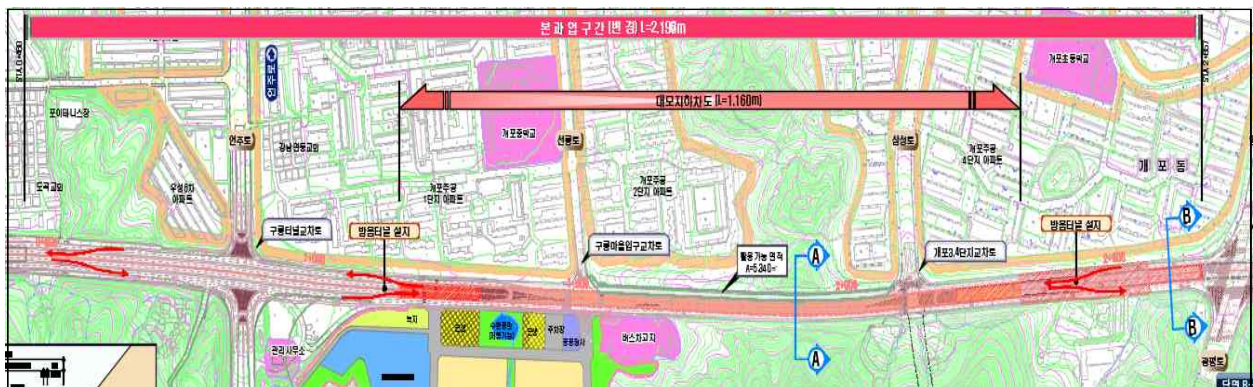 본 과 업 구 간 [변 경] L=2,198m
언주로
대모지하차도 [L=1,160m]
개포초등학교
포이테니스장
언주로
강남연동교회
개포중학교
선릉로
삼성로
개포주공
4단지 아파트
개 포 동
도곡교회
우성8차
아파트
개포주공
1단지 아파트
개포주공
2단지 아파트
구룡터널교차로
방음터널 설치
구룡마을입구교차로
활용가능면적
A=5,340㎡
개포3,4단지교차로
방음터널 설치
A
B
녹지
주차장
공공청사
버스차고지
관리사무소
A
B
광평로